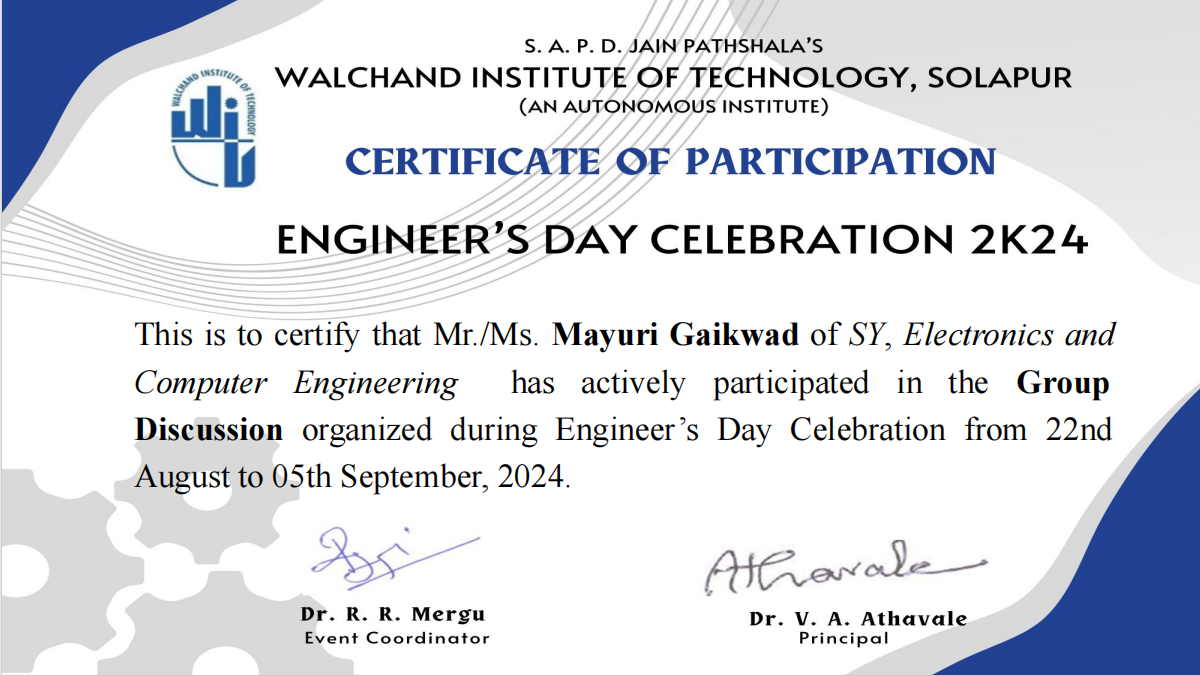 S. A. P. D. JAIN PATHSHALA'S
WALCHAND INSTITUTE OF TECHNOLOGY, SOLAPUR
(AN AUTONOMOUS INSTITUTE)
WALCHAND INSTITUTE OF TECHNOLOGY
WIT
CERTIFICATE OF PARTICIPATION
ENGINEER'S DAY CELEBRATION 2K24
This is to certify that Mr./Ms. Mayuri Gaikwad of SY, Electronics and
Computer Engineering has actively participated in the Group
Discussion organized during Engineer's Day Celebration from 22nd
August to 05th September, 2024.
Athavale
Dr. R. R. Mergu
Event Coordinator
Dr. V. A. Athavale
Principal